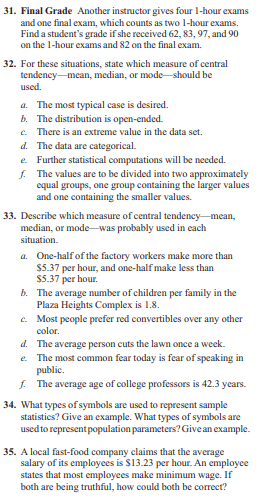 31. Final Grade Another instructor gives four 1-hour exams
and one final exam, which counts as two 1-hour exams.
Find a student's grade if she received 62, 83, 97, and 90
on the 1-hour exams and 82 on the final exam.
32. For these situations, state which measure of central
tendency—mean, median, or mode—should be
used.
a. The most typical case is desired.
b. The distribution is open-ended.
c. There is an extreme value in the data set.
d. The data are categorical.
e. Further statistical computations will be needed.
f. The values are to be divided into two approximately
equal groups, one group containing the larger values
and one containing the smaller values.
33. Describe which measure of central tendency—mean,
median, or mode—was probably used in each
situation.
a. One-half of the factory workers make more than
$5.37 per hour, and one-half make less than
$5.37 per hour.
b. The average number of children per family in the
Plaza Heights Complex is 1.8.
c. Most people prefer red convertibles over any other
color.
d. The average person cuts the lawn once a week.
e. The most common fear today is fear of speaking in
public.
f. The average age of college professors is 42.3 years.
34. What types of symbols are used to represent sample
statistics? Give an example. What types of symbols are
used to represent population parameters? Give an example.
35. A local fast-food company claims that the average
salary of its employees is $13.23 per hour. An employee
states that most employees make minimum wage. If
both are being truthful, how could both be correct?